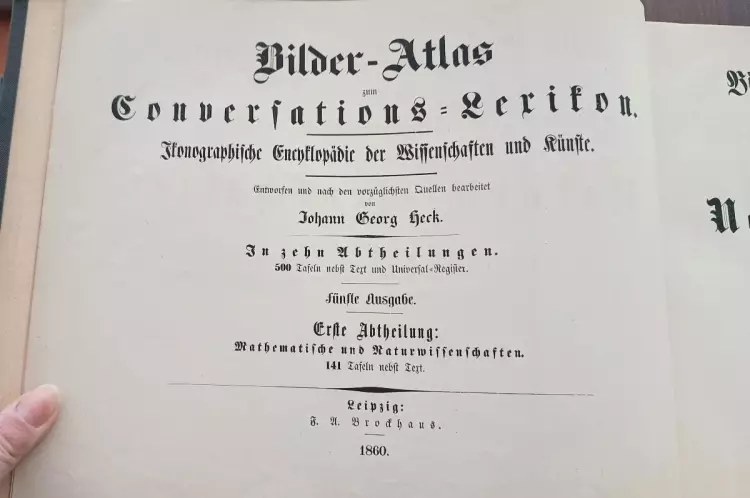 Bilder-Atlas
zum
Conversations-Lexikon.
Ikonographische Encyklopädie der Wissenschaften und Künste.
Entworfen und nach den vorzüglichsten Quellen bearbeitet
von
Johann Georg Heck.
In zehn Abtheilungen.
500 Tafeln nebst Text und Universal-Register.
Fünfte Ausgabe.
Erste Abtheilung:
Mathematische und Naturwissenschaften.
141 Tafeln nebst Text.
Leipzig:
F. A. Brockhaus.
1860.